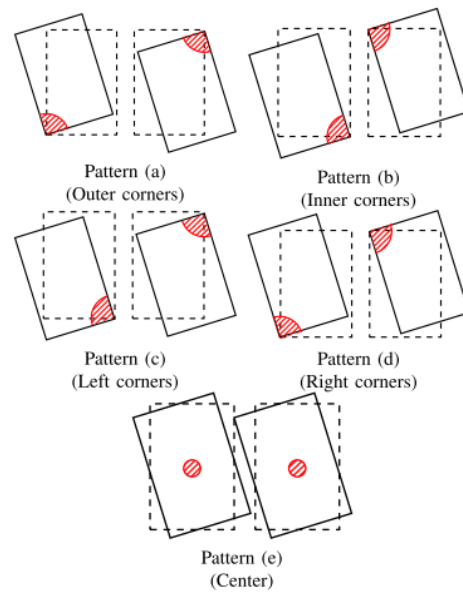 Pattern (a)
(Outer corners)
Pattern (b)
(Inner corners)
Pattern (c)
(Left corners)
Pattern (d)
(Right corners)
Pattern (e)
(Center)